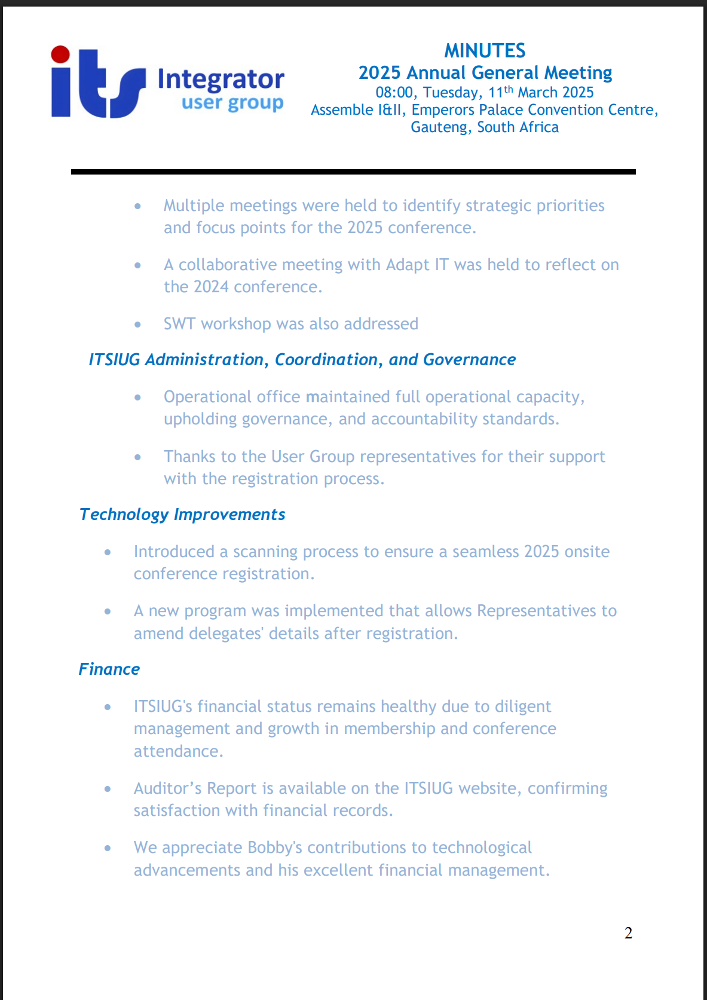 its Integrator
user group
MINUTES
2025 Annual General Meeting
08:00, Tuesday, 11th March 2025
Assemble I&II, Emperors Palace Convention Centre,
Gauteng, South Africa
• Multiple meetings were held to identify strategic priorities
and focus points for the 2025 conference.
• A collaborative meeting with Adapt IT was held to reflect on
the 2024 conference.
• SWT workshop was also addressed
ITSIUG Administration, Coordination, and Governance
• Operational office maintained full operational capacity,
upholding governance, and accountability standards.
• Thanks to the User Group representatives for their support
with the registration process.
Technology Improvements
• Introduced a scanning process to ensure a seamless 2025 onsite
conference registration.
• A new program was implemented that allows Representatives to
amend delegates' details after registration.
Finance
• ITSIUG's financial status remains healthy due to diligent
management and growth in membership and conference
attendance.
• Auditor’s Report is available on the ITSIUG website, confirming
satisfaction with financial records.
• We appreciate Bobby's contributions to technological
advancements and his excellent financial management.
2